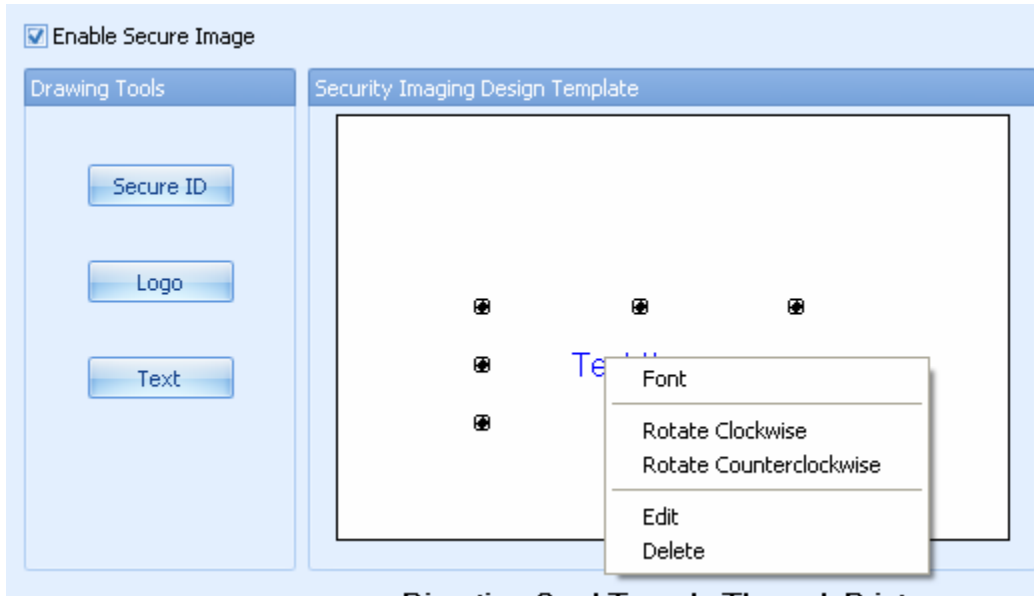 Enable Secure Image
Drawing Tools
Security Imaging Design Template
Secure ID
Logo
Text
Font
Rotate Clockwise
Rotate Counterclockwise
Edit
Delete